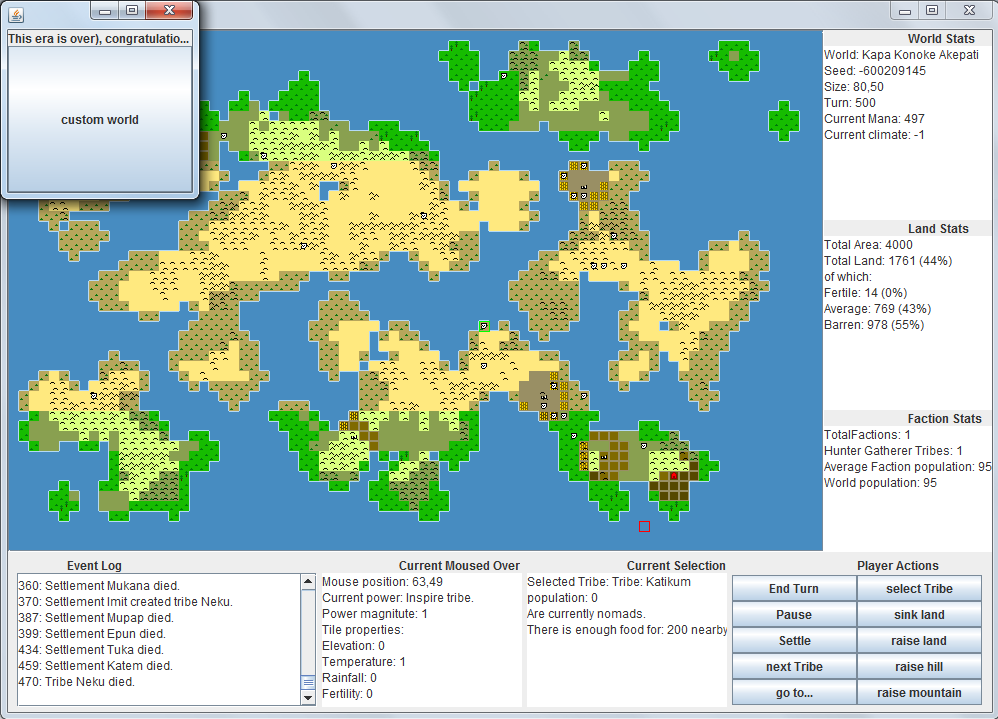 This era is over), congratulatio...
custom world
World Stats
World: Kapa Konoke Akepati
Seed: -600209145
Size: 80,50
Turn: 500
Current Mana: 497
Current climate: -1
Land Stats
Total Area: 4000
Total Land: 1761 (44%)
of which:
Fertile: 14 (0%)
Average: 769 (43%)
Barren: 978 (55%)
Faction Stats
TotalFactions: 1
Hunter Gatherer Tribes: 1
Average Faction population: 95
World population: 95
Event Log
360: Settlement Mukana died.
370: Settlement Imit created tribe Neku.
387: Settlement Mupap died.
399: Settlement Epun died.
434: Settlement Tuka died.
459: Settlement Katem died.
470: Tribe Neku died.
Current Moused Over
Mouse position: 63,49
Current power: Inspire tribe.
Power magnitute: 1
Tile properties:
Elevation: 0
Temperature: 1
Rainfall: 0
Fertility: 0
Current Selection
Selected Tribe: Tribe: Katikum
population: 0
Are currently nomads.
There is enough food for: 200 nearby
Player Actions
End Turn
select Tribe
Pause
sink land
Settle
raise land
next Tribe
raise hill
go to...
raise mountain